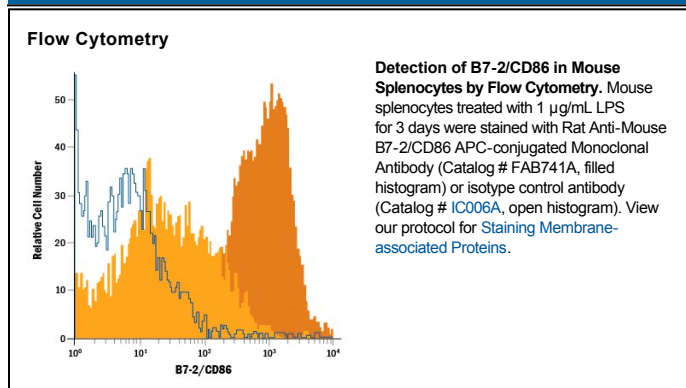 Flow Cytometry
Detection of B7-2/CD86 in Mouse
Splenocytes by Flow Cytometry. Mouse
splenocytes treated with 1 µg/mL LPS
for 3 days were stained with Rat Anti-Mouse
B7-2/CD86 APC-conjugated Monoclonal
Antibody (Catalog # FAB741A, filled
histogram) or isotype control antibody
(Catalog # IC006A, open histogram). View
our protocol for Staining Membrane-
associated Proteins.
Relative Cell Number
50
40
30
20
10
0
10⁰ 10¹ 10² 10³ 10⁴
B7-2/CD86